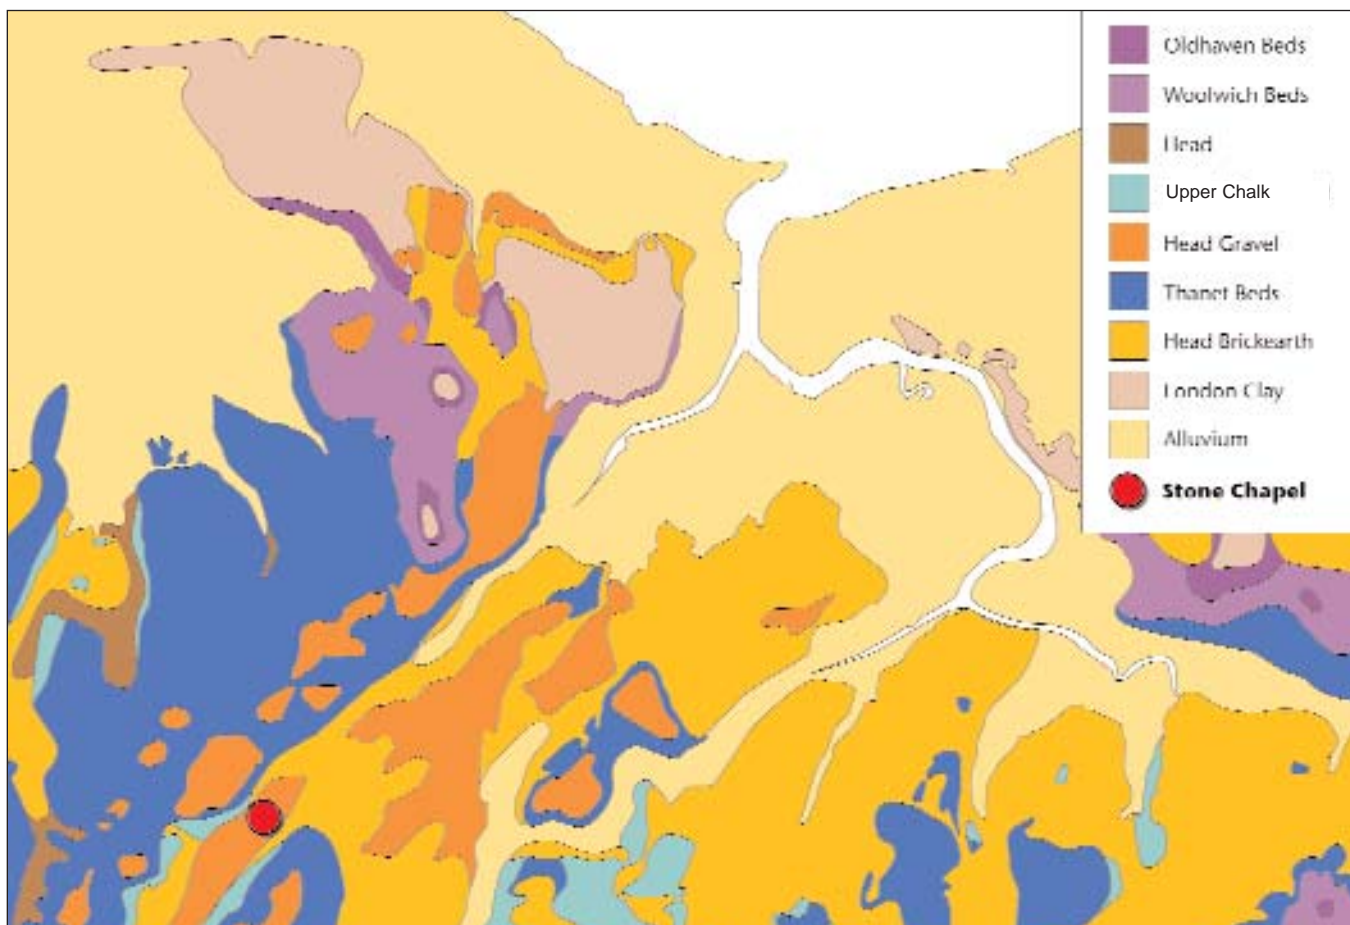 Oldhaven Beds
Woolwich Beds
Head
Upper Chalk
Head Gravel
Thanet Beds
Head Brickearth
London Clay
Alluvium
Stone Chapel